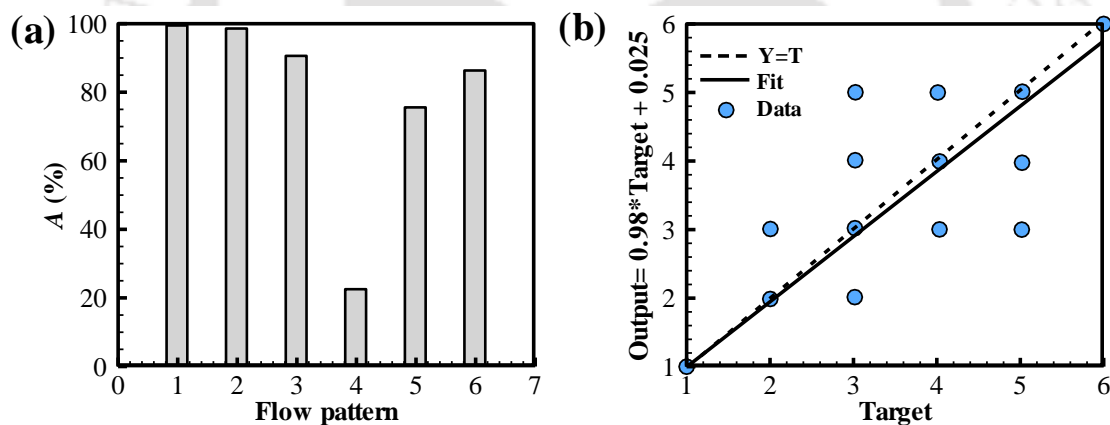 (a)
100
80
60
40
20
0
A (%)
0 1 2 3 4 5 6 7
Flow pattern
(b)
6
5
4
3
2
1
Output= 0.98*Target + 0.025
Y=T
Fit
Data
1 2 3 4 5 6
Target